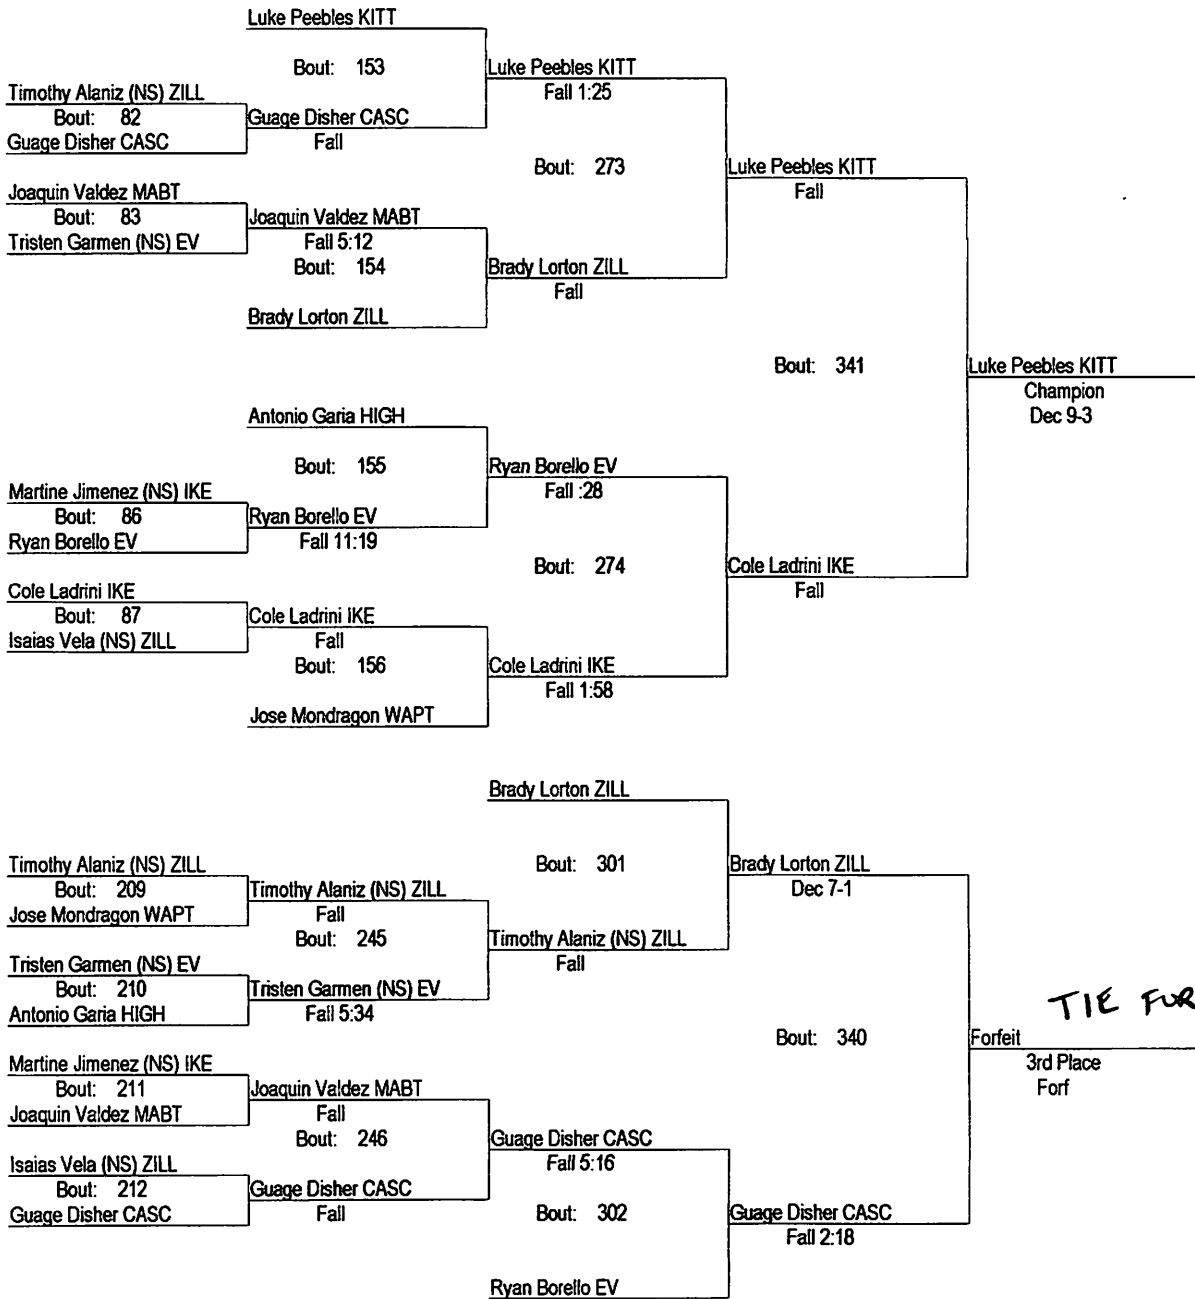 Luke Peebles KITT
Bout: 153
Luke Peebles KITT
Fall 1:25
Timothy Alaniz (NS) ZILL
Bout: 82
Guage Disher CASC
Guage Disher CASC
Fall
Bout: 273
Luke Peebles KITT
Fall
Joaquin Valdez MABT
Bout: 83
Tristen Garmen (NS) EV
Joaquin Valdez MABT
Fall 5:12
Bout: 154
Brady Lorton ZILL
Fall
Brady Lorton ZILL
Bout: 341
Luke Peebles KITT
Champion
Dec 9-3
Antonio Garia HIGH
Bout: 155
Ryan Borello EV
Fall :28
Martine Jimenez (NS) IKE
Bout: 86
Ryan Borello EV
Ryan Borello EV
Fall 11:19
Bout: 274
Cole Ladrini IKE
Fall
Cole Ladrini IKE
Bout: 87
Isaias Vela (NS) ZILL
Cole Ladrini IKE
Fall
Bout: 156
Cole Ladrini IKE
Fall 1:58
Jose Mondragon WAPT
Brady Lorton ZILL
Bout: 301
Brady Lorton ZILL
Dec 7-1
Timothy Alaniz (NS) ZILL
Bout: 209
Jose Mondragon WAPT
Timothy Alaniz (NS) ZILL
Fall
Bout: 245
Timothy Alaniz (NS) ZILL
Fall
Tristen Garmen (NS) EV
Bout: 210
Antonio Garia HIGH
Tristen Garmen (NS) EV
Fall 5:34
TIE FUR
Bout: 340
Forfeit
3rd Place
Forf
Martine Jimenez (NS) IKE
Bout: 211
Joaquin Valdez MABT
Joaquin Valdez MABT
Fall
Bout: 246
Guage Disher CASC
Fall 5:16
Isaias Vela (NS) ZILL
Bout: 212
Guage Disher CASC
Guage Disher CASC
Fall
Bout: 302
Guage Disher CASC
Fall 2:18
Ryan Borello EV